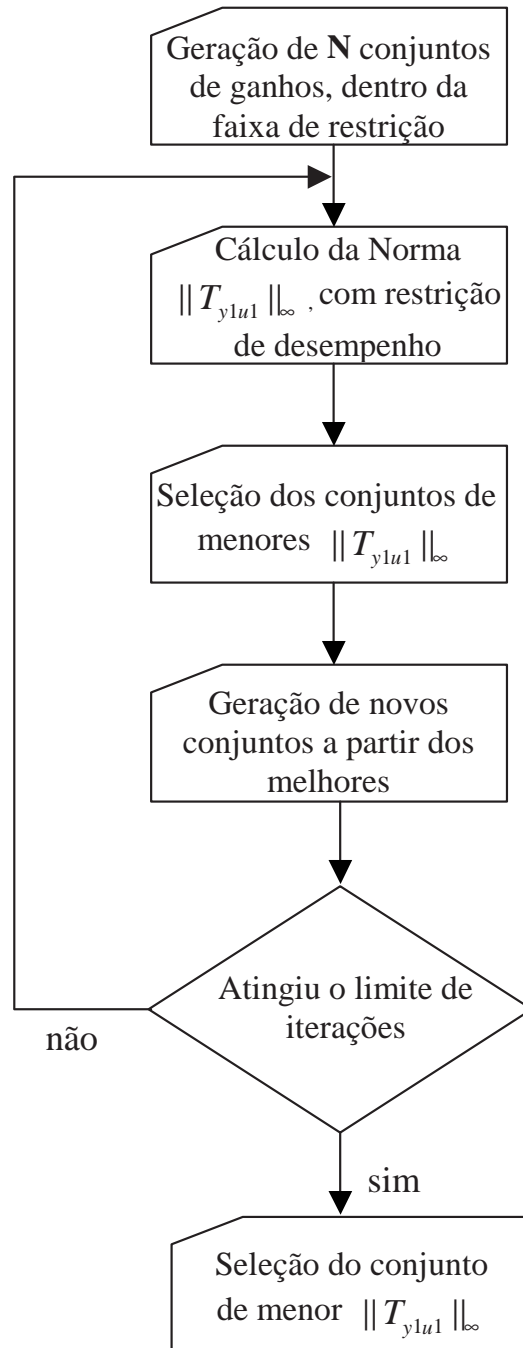 Geração de N conjuntos
de ganhos, dentro da
faixa de restrição
Cálculo da Norma
|| T_{y1u1} ||_∞ , com restrição
de desempenho
Seleção dos conjuntos de
menores || T_{y1u1} ||_∞
Geração de novos
conjuntos a partir dos
melhores
Atingiu o limite de
iterações
não
sim
Seleção do conjunto
de menor || T_{y1u1} ||_∞